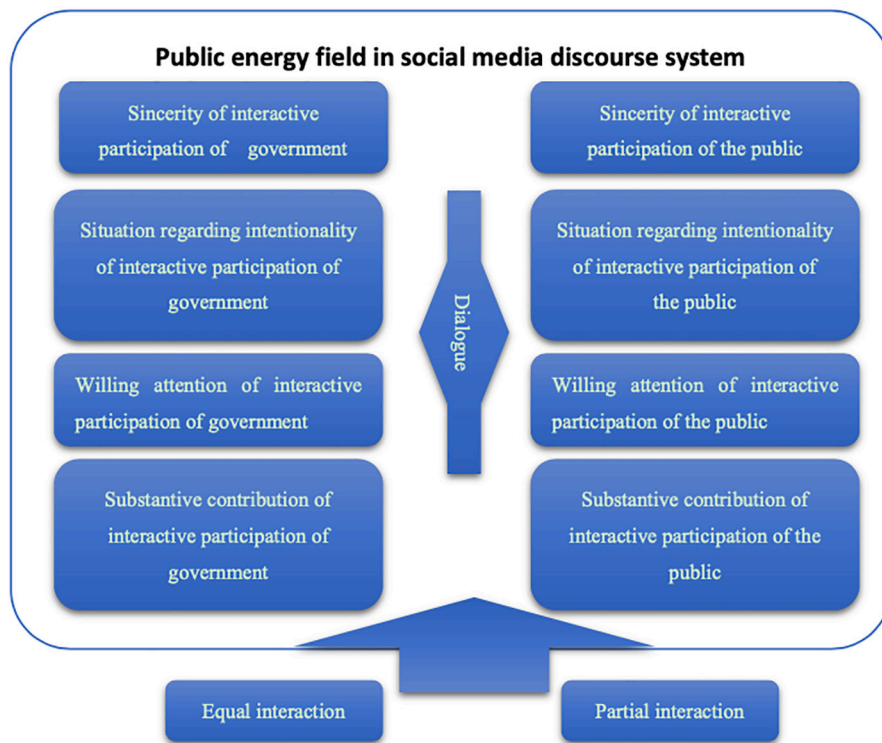 Public energy field in social media discourse system
Sincerity of interactive
participation of government
Sincerity of interactive
participation of the public
Situation regarding intentionality
of interactive participation of
government
Situation regarding intentionality
of interactive participation of
the public
Dialogue
Willing attention of interactive
participation of government
Willing attention of interactive
participation of the public
Substantive contribution of
interactive participation of
government
Substantive contribution of
interactive participation of the
public
Equal interaction
Partial interaction